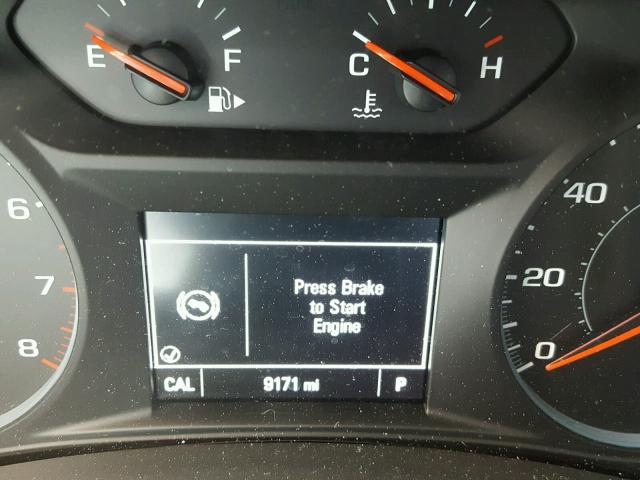 E F
C H
6
7
8
40
20
0
Press Brake
to Start
Engine
CAL 9171 mi P